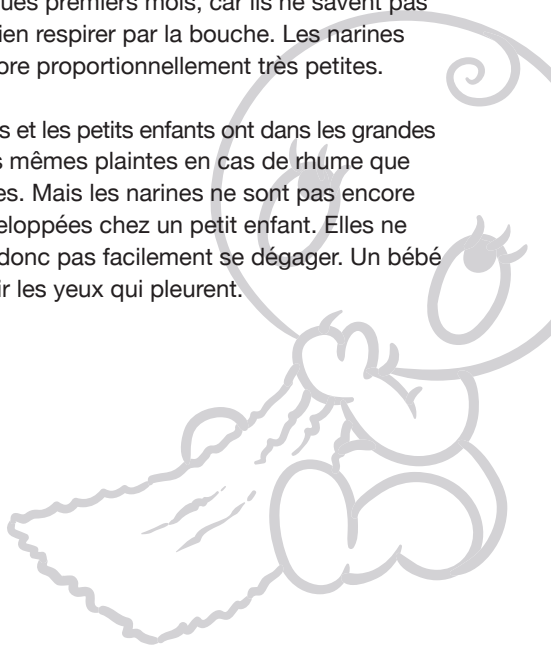 ues premiers mois, car ils ne savent pas
ien respirer par la bouche. Les narines
ore proportionnellement très petites.
s et les petits enfants ont dans les grandes
s mêmes plaintes en cas de rhume que
es. Mais les narines ne sont pas encore
eloppées chez un petit enfant. Elles ne
donc pas facilement se dégager. Un bébé
ir les yeux qui pleurent.